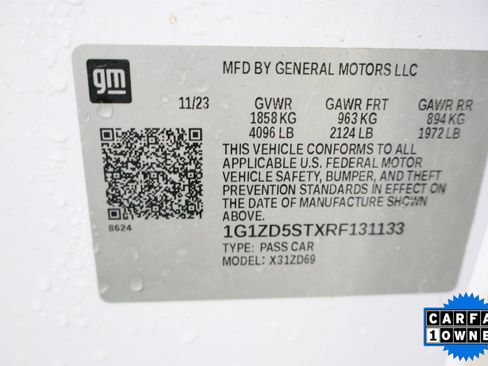 gm
MFD BY GENERAL MOTORS LLC
11/23 GVWR GAWR FRT GAWR RR
1858 KG 963 KG 894 KG
4096 LB 2124 LB 1972 LB
THIS VEHICLE CONFORMS TO ALL
APPLICABLE U.S. FEDERAL MOTOR
VEHICLE SAFETY, BUMPER, AND THEFT
PREVENTION STANDARDS IN EFFECT ON
THE DATE OF MANUFACTURE SHOWN
ABOVE.
8624
1G1ZD5STXRF131133
TYPE: PASS CAR
MODEL: X31ZD69
CARFA
1 OWNE